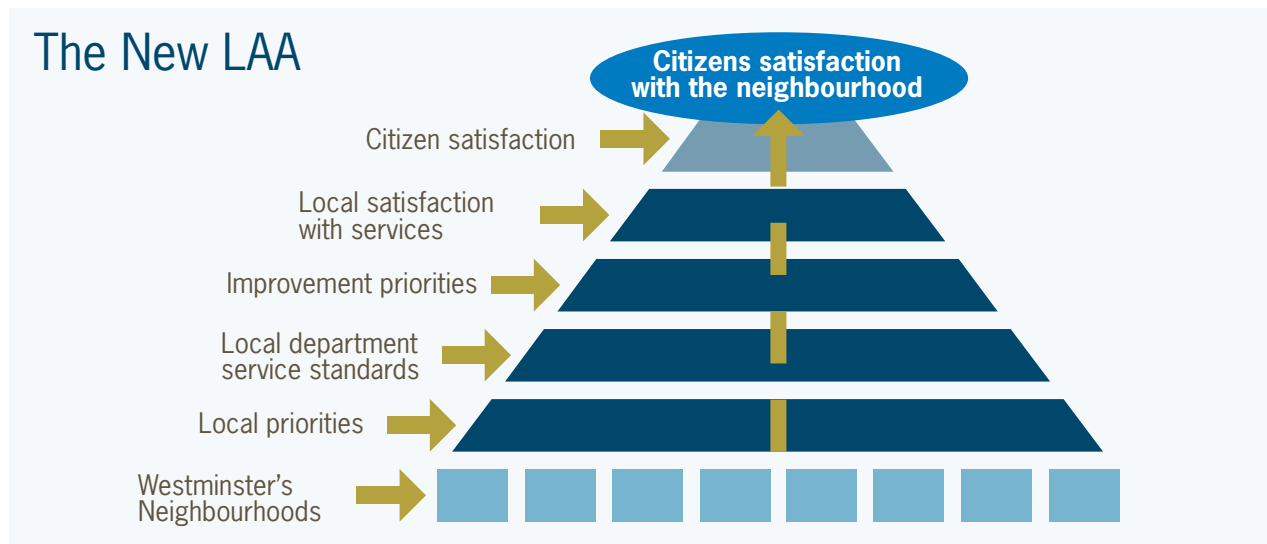 The New LAA
Citizens satisfaction
with the neighbourhood
Citizen satisfaction
Local satisfaction
with services
Improvement priorities
Local department
service standards
Local priorities
Westminster's
Neighbourhoods